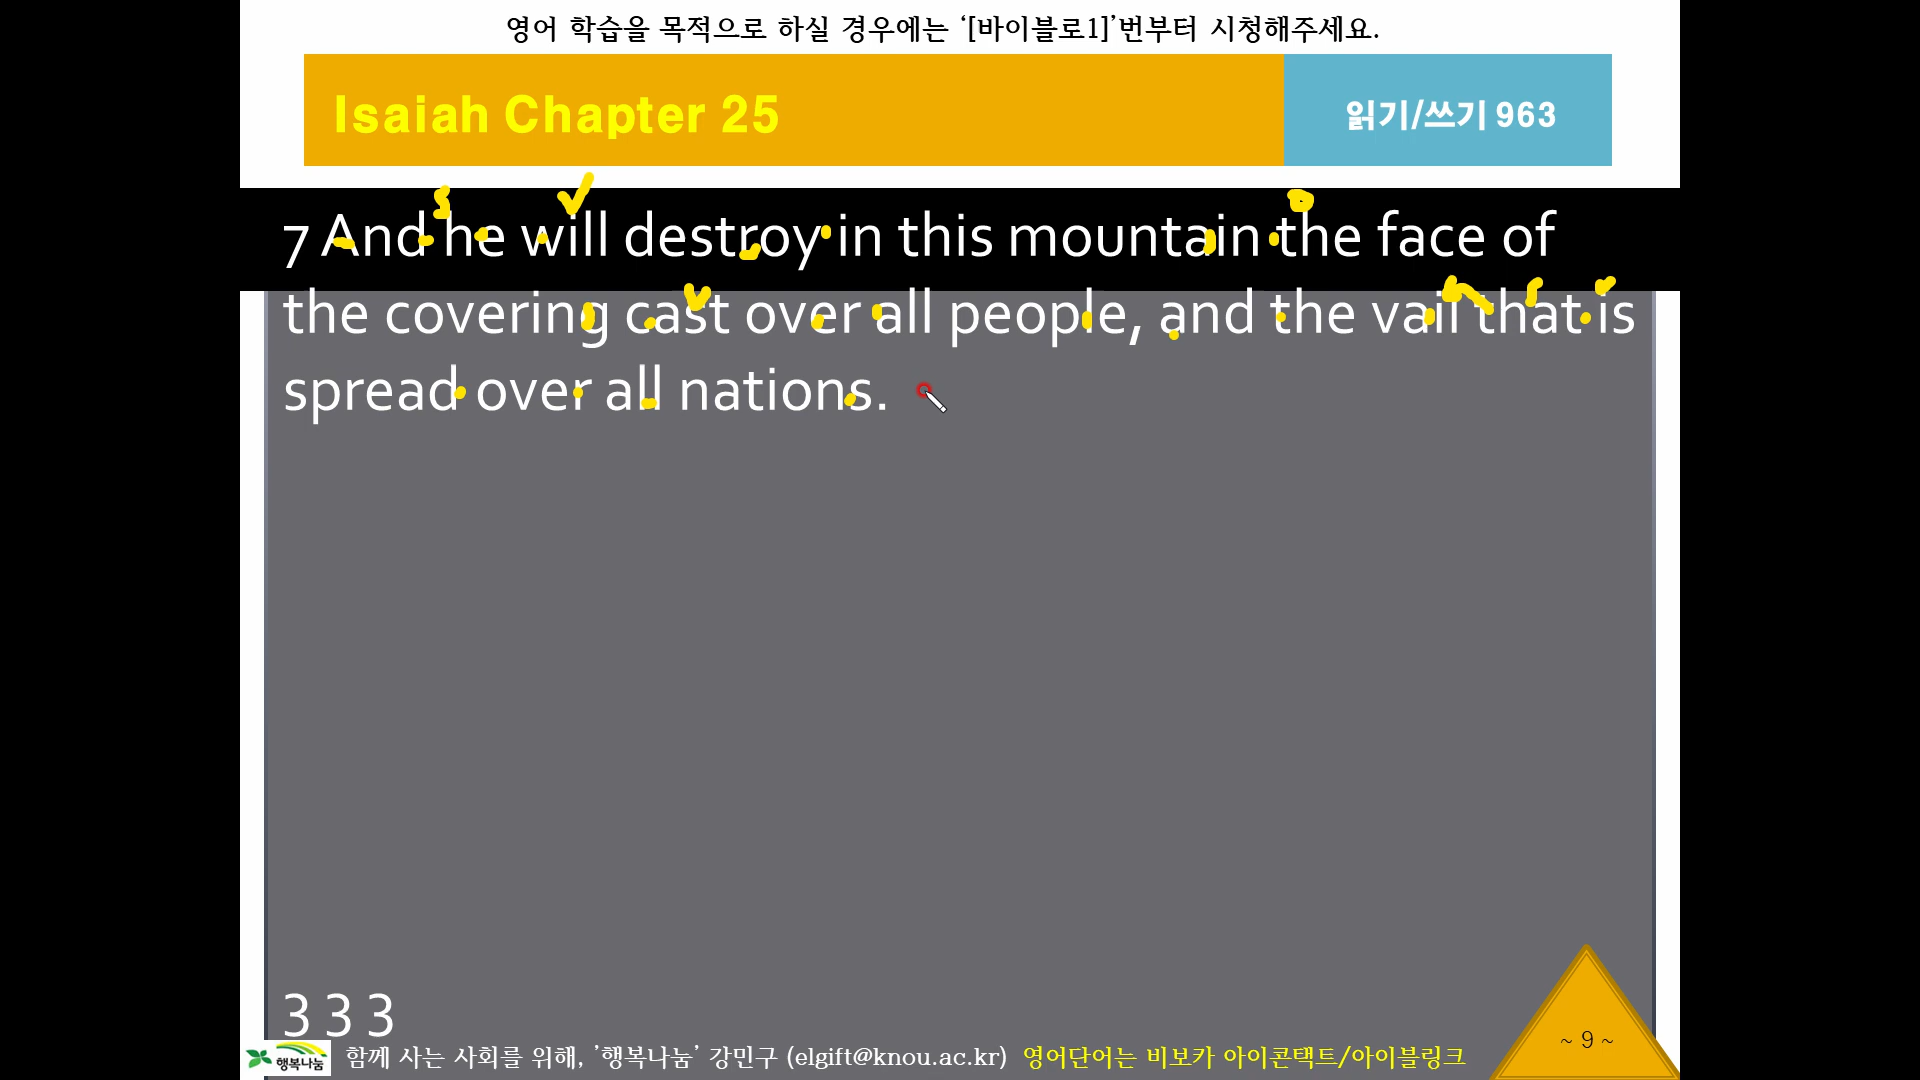 영어 학습을 목적으로 하실 경우에는 ‘[바이블로1]’번부터 시청해주세요.
Isaiah Chapter 25
읽기/쓰기 963
7 And he will destroy in this mountain the face of
the covering cast over all people, and the vail that is
spread over all nations.
3 3 3
~ 9 ~
행복나눔
함께 사는 사회를 위해, ’행복나눔’ 강민구 (elgift@knou.ac.kr) 영어단어는 비보카 아이콘택트/아이블링크